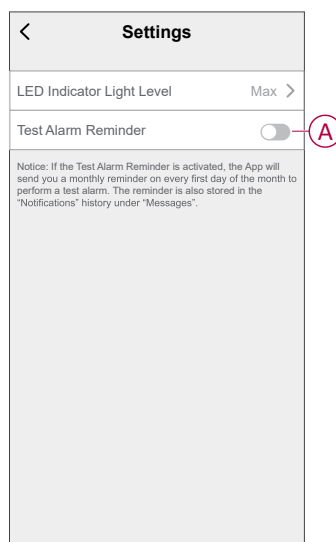 Settings
LED Indicator Light Level Max
Test Alarm Reminder
A
Notice: If the Test Alarm Reminder is activated, the App will
send you a monthly reminder on every first day of the month to
perform a test alarm. The reminder is also stored in the
“Notifications” history under “Messages”.